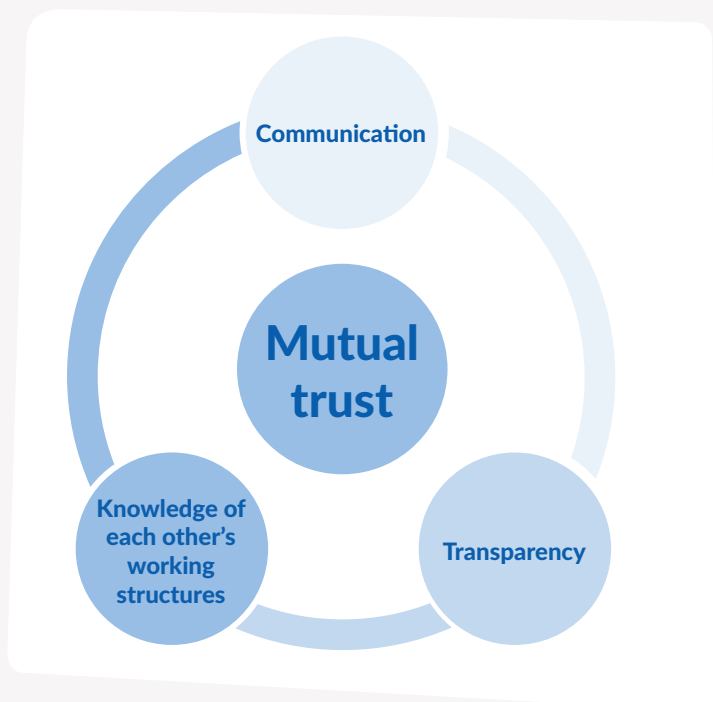 Communication
Mutual
trust
Knowledge of
each other's
working
structures
Transparency